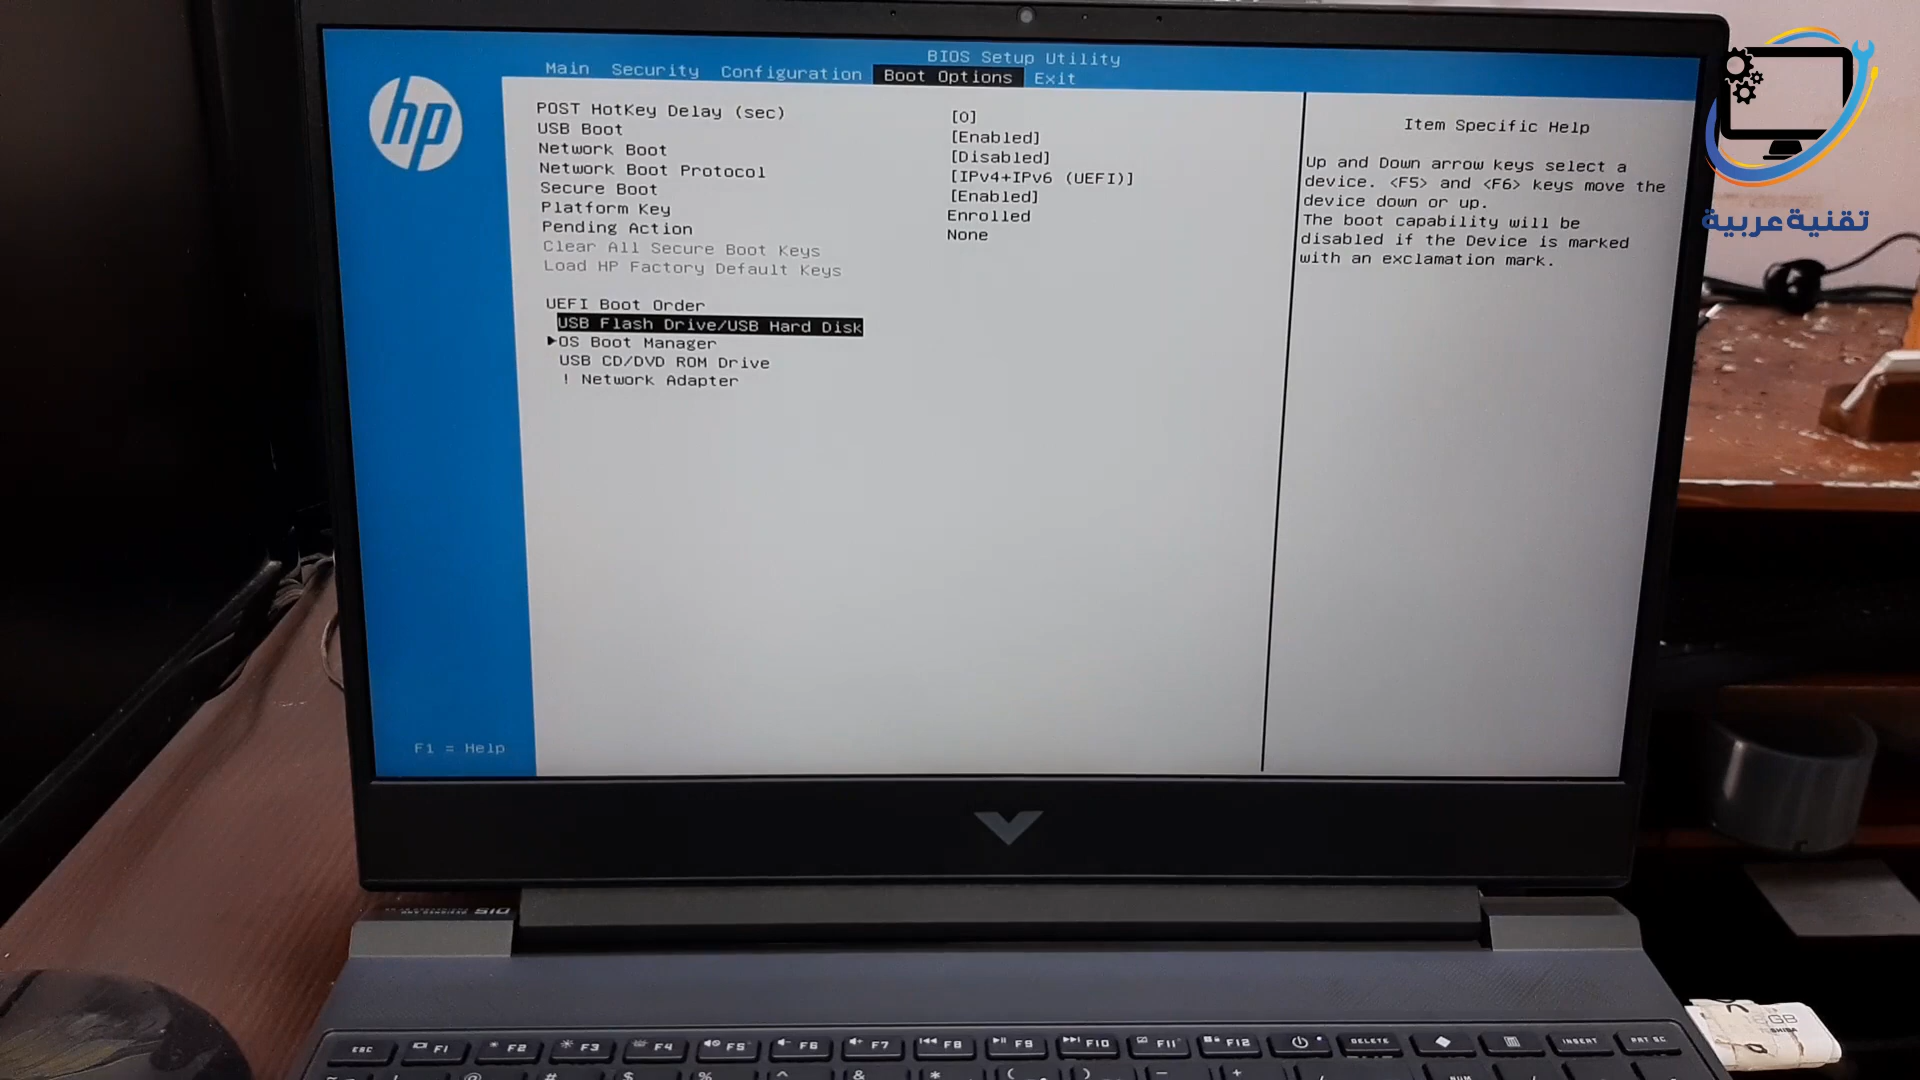 BIOS Setup Utility
Main Security Configuration Boot Options Exit
hp
POST HotKey Delay (sec) [0]
USB Boot [Enabled]
Network Boot [Disabled]
Network Boot Protocol [IPv4+IPv6 (UEFI)]
Secure Boot [Enabled]
Platform Key Enrolled
Pending Action None
Clear All Secure Boot Keys
Load HP Factory Default Keys
UEFI Boot Order
USB Flash Drive/USB Hard Disk
▶OS Boot Manager
USB CD/DVD ROM Drive
! Network Adapter
Item Specific Help
Up and Down arrow keys select a
device. <F5> and <F6> keys move the
device down or up.
The boot capability will be
disabled if the Device is marked
with an exclamation mark.
F1 = Help
تقنية عربية
ESC F1 F2 F3 F4 F5 F6 F7 F8 F9 F10 F11 F12 DELETE INSERT PRT SC
@ # $ % ^ & * ( ) — +
TOSHIBA